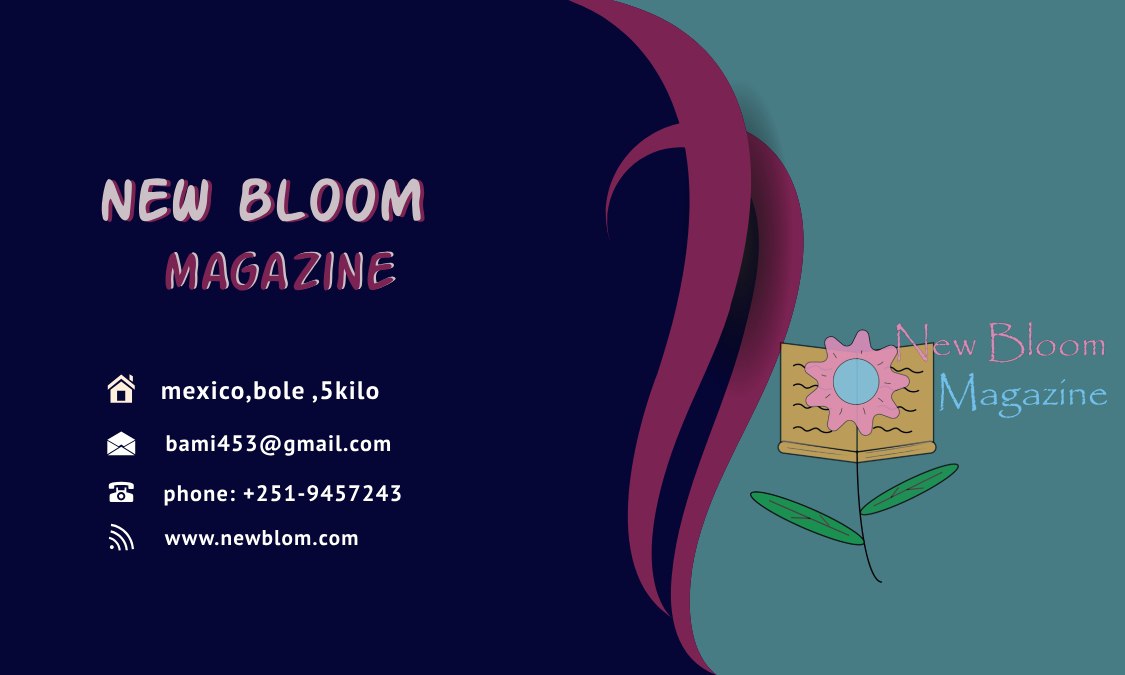 NEW BLOOM
MAGAZINE
mexico,bole ,5kilo
bami453@gmail.com
phone: +251-9457243
www.newblom.com
New Bloom
Magazine